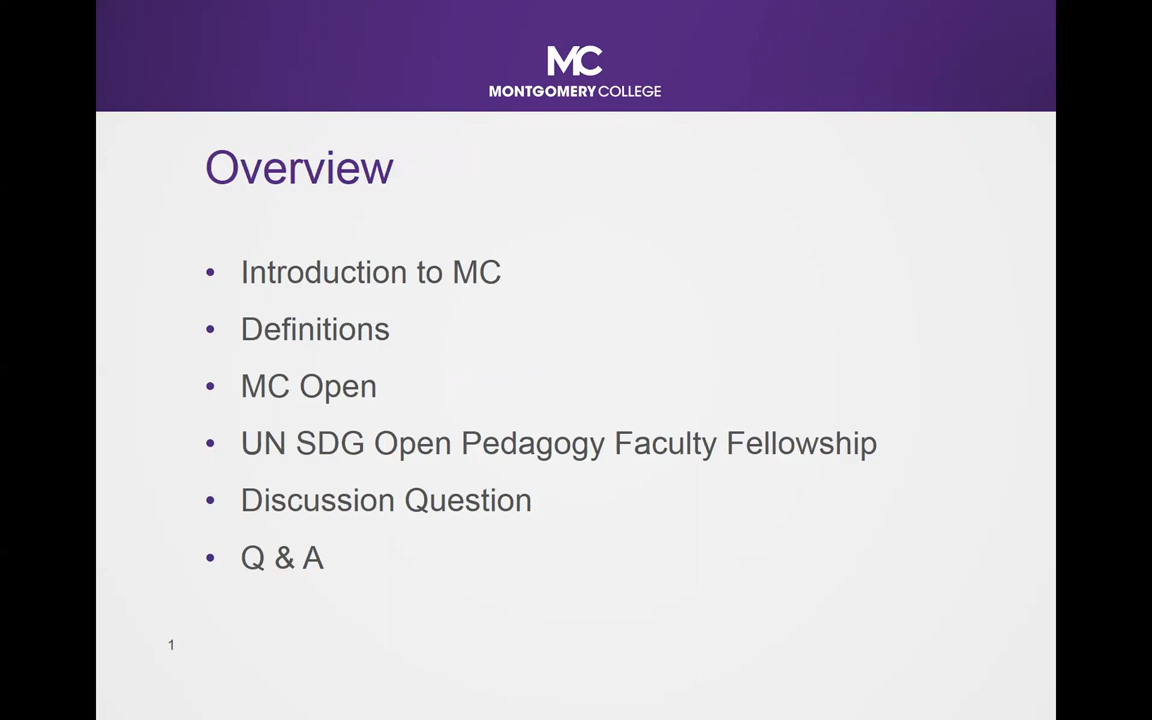 MC
MONTGOMERY COLLEGE
Overview
• Introduction to MC
• Definitions
• MC Open
• UN SDG Open Pedagogy Faculty Fellowship
• Discussion Question
• Q & A
1